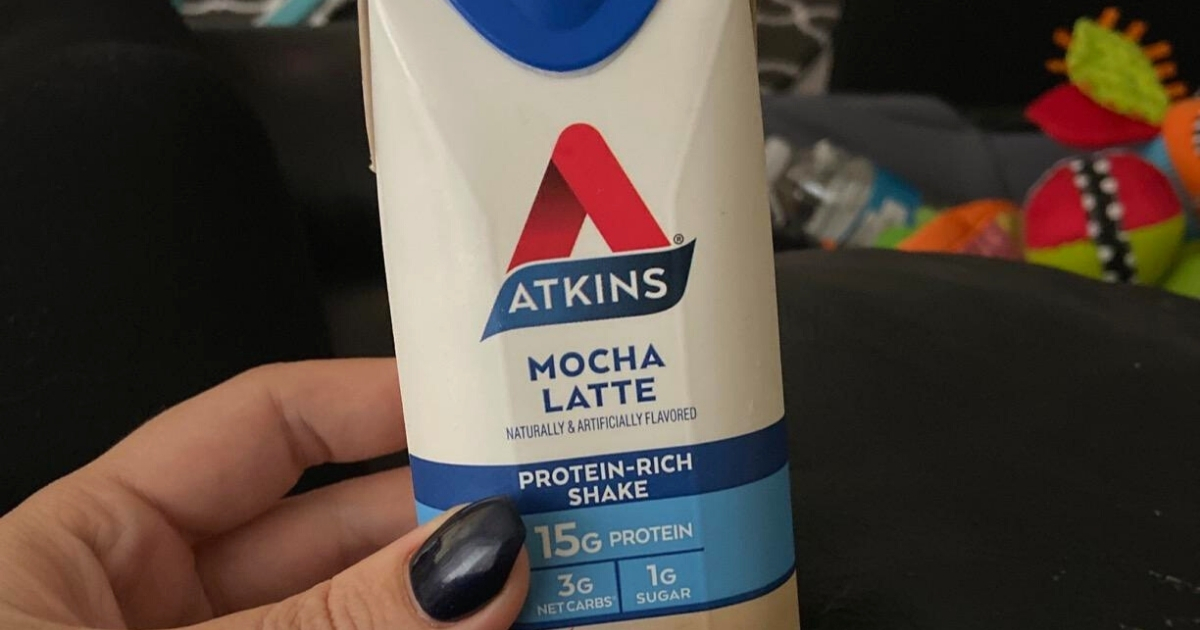 ATKINS®
MOCHA
LATTE
NATURALLY & ARTIFICIALLY FLAVORED
PROTEIN-RICH
SHAKE
15G PROTEIN
3G
NET CARBS*
1G
SUGAR